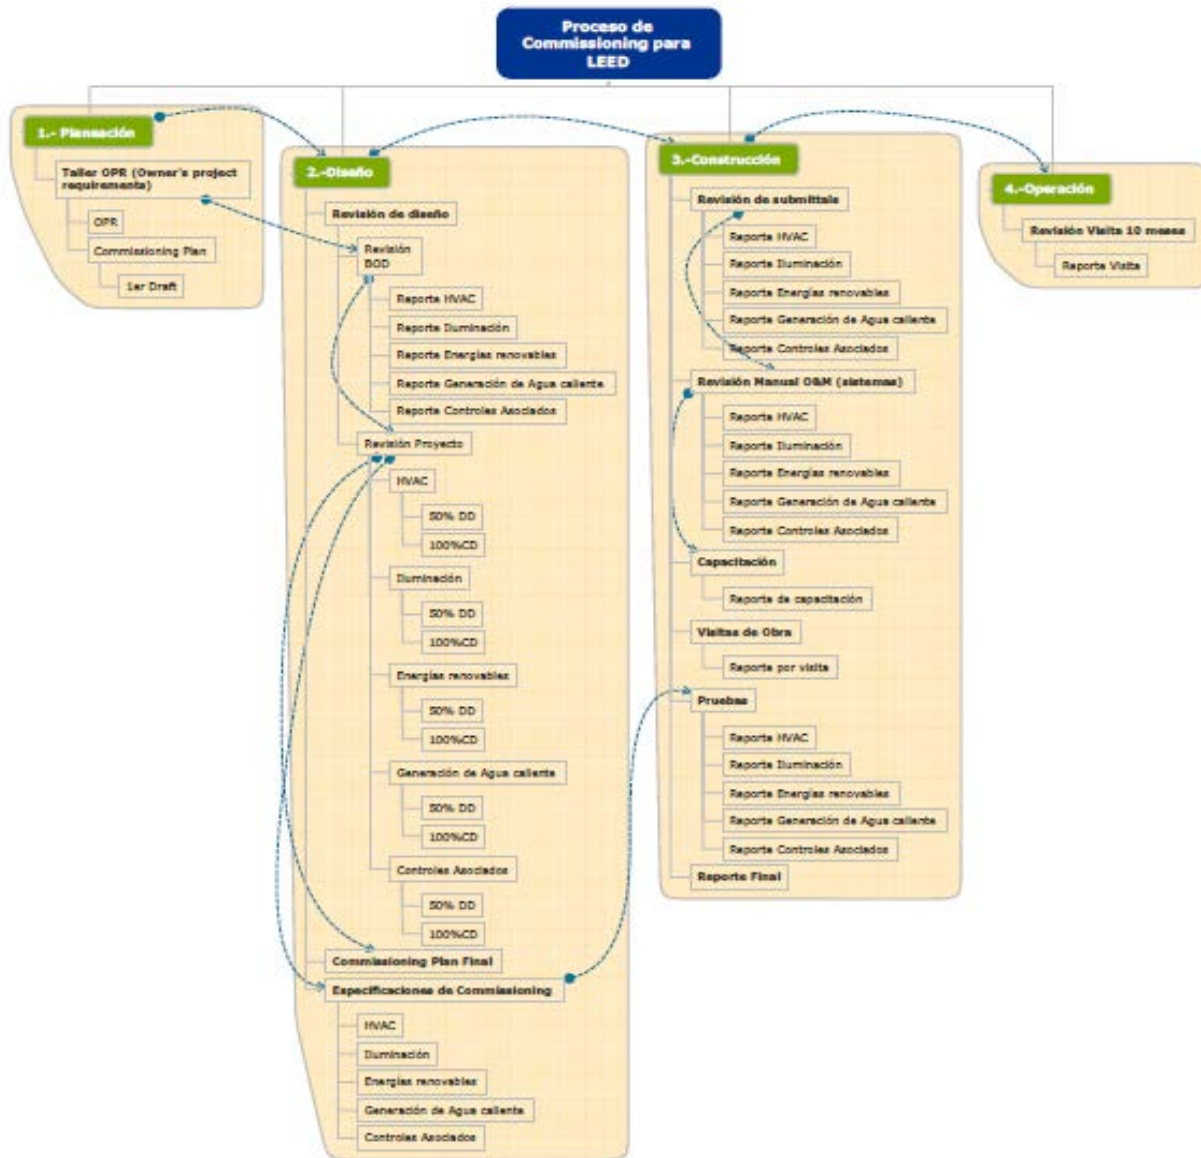 Proceso de
Commissioning para
LEED
1.- Planeación
Taller OPR (Owner's project
requirements)
OPR
Commissioning Plan
1er Draft
2.-Diseño
Revisión de diseño
Revisión
BOD
Reporte HVAC
Reporte Iluminación
Reporte Energías renovables
Reporte Generación de Agua caliente
Reporte Controles Asociados
Revisión Proyecto
HVAC
50% DD
100%CD
Iluminación
50% DD
100%CD
Energías renovables
50% DD
100%CD
Generación de Agua caliente
50% DD
100%CD
Controles Asociados
50% DD
100%CD
Commissioning Plan Final
Especificaciones de Commissioning
HVAC
Iluminación
Energías renovables
Generación de Agua caliente
Controles Asociados
3.-Construcción
Revisión de submittals
Reporte HVAC
Reporte Iluminación
Reporte Energías renovables
Reporte Generación de Agua caliente
Reporte Controles Asociados
Revisión Manual O&M (sistemas)
Reporte HVAC
Reporte Iluminación
Reporte Energías renovables
Reporte Generación de Agua caliente
Reporte Controles Asociados
Capacitación
Reporte de capacitación
Visitas de Obra
Reporte por visita
Pruebas
Reporte HVAC
Reporte Iluminación
Reporte Energías renovables
Reporte Generación de Agua caliente
Reporte Controles Asociados
Reporte Final
4.-Operación
Revisión Visita 10 meses
Reporte Visita